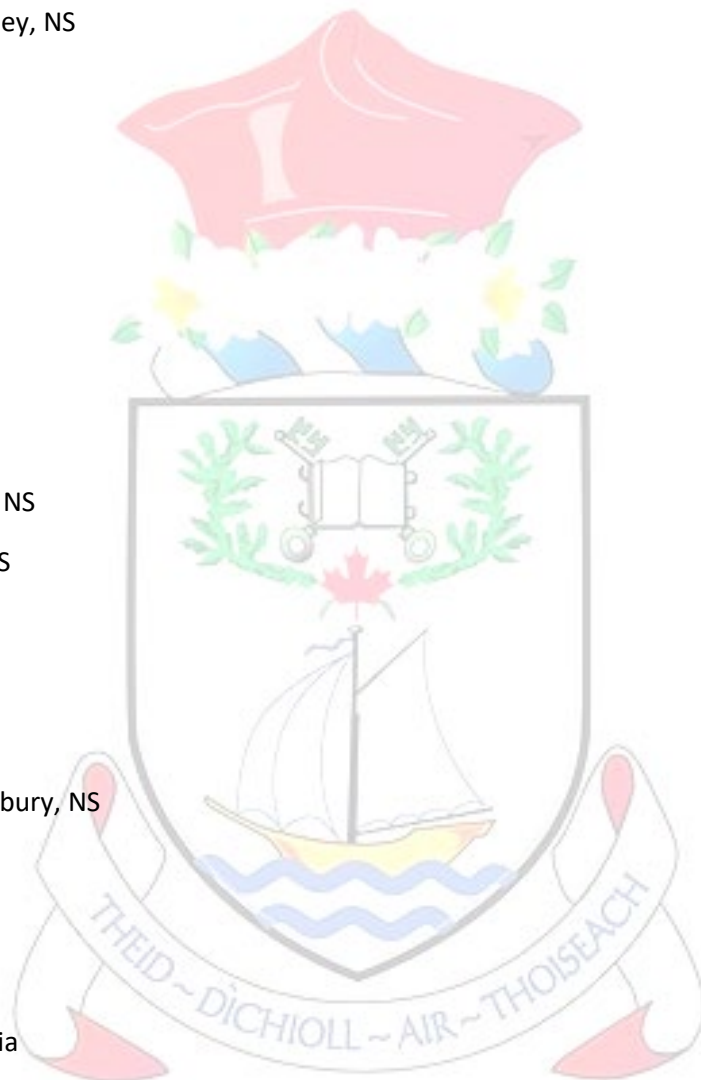 ey, NS
NS
S
bury, NS
THEID ~ DÌCHIOLL ~ AIR ~ THOISEACH
ia